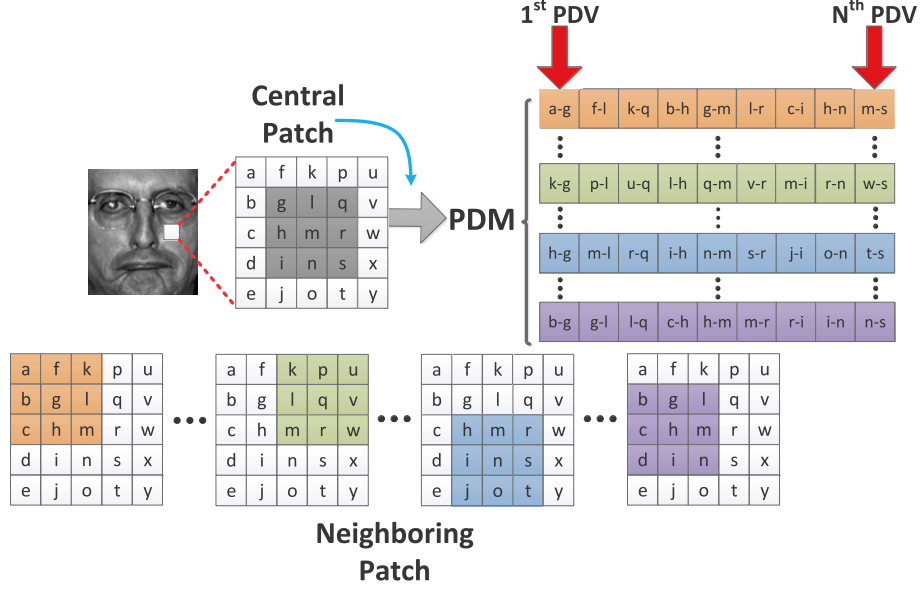 1st PDV
Nth PDV
Central
Patch
a f k p u
b g l q v
c h m r w
d i n s x
e j o t y
PDM
a-g f-l k-q b-h g-m l-r c-i h-n m-s
k-g p-l u-q l-h q-m v-r m-i r-n w-s
h-g m-l r-q i-h n-m s-r j-i o-n t-s
b-g g-l l-q c-h h-m m-r r-i i-n n-s
a f k p u
b g l q v
c h m r w
d i n s x
e j o t y
a f k p u
b g l q v
c h m r w
d i n s x
e j o t y
a f k p u
b g l q v
c h m r w
d i n s x
e j o t y
a f k p u
b g l q v
c h m r w
d i n s x
e j o t y
Neighboring
Patch